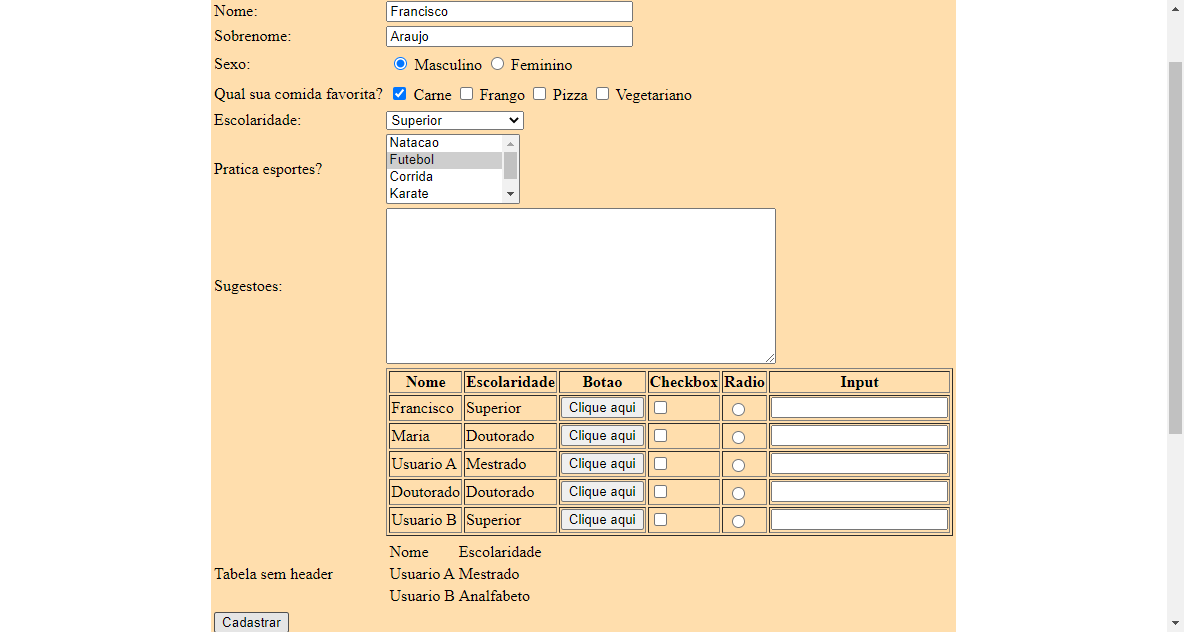 Nome: Francisco
Sobrenome: Araujo
Sexo: Masculino Feminino
Qual sua comida favorita? Carne Frango Pizza Vegetariano
Escolaridade: Superior
Natacao
Futebol
Pratica esportes?
Corrida
Karate
Sugestoes:
Nome Escolaridade Botao Checkbox Radio Input
Francisco Superior Clique aqui
Maria Doutorado Clique aqui
Usuario A Mestrado Clique aqui
Doutorado Doutorado Clique aqui
Usuario B Superior Clique aqui
Nome Escolaridade
Tabela sem header Usuario A Mestrado
Usuario B Analfabeto
Cadastrar